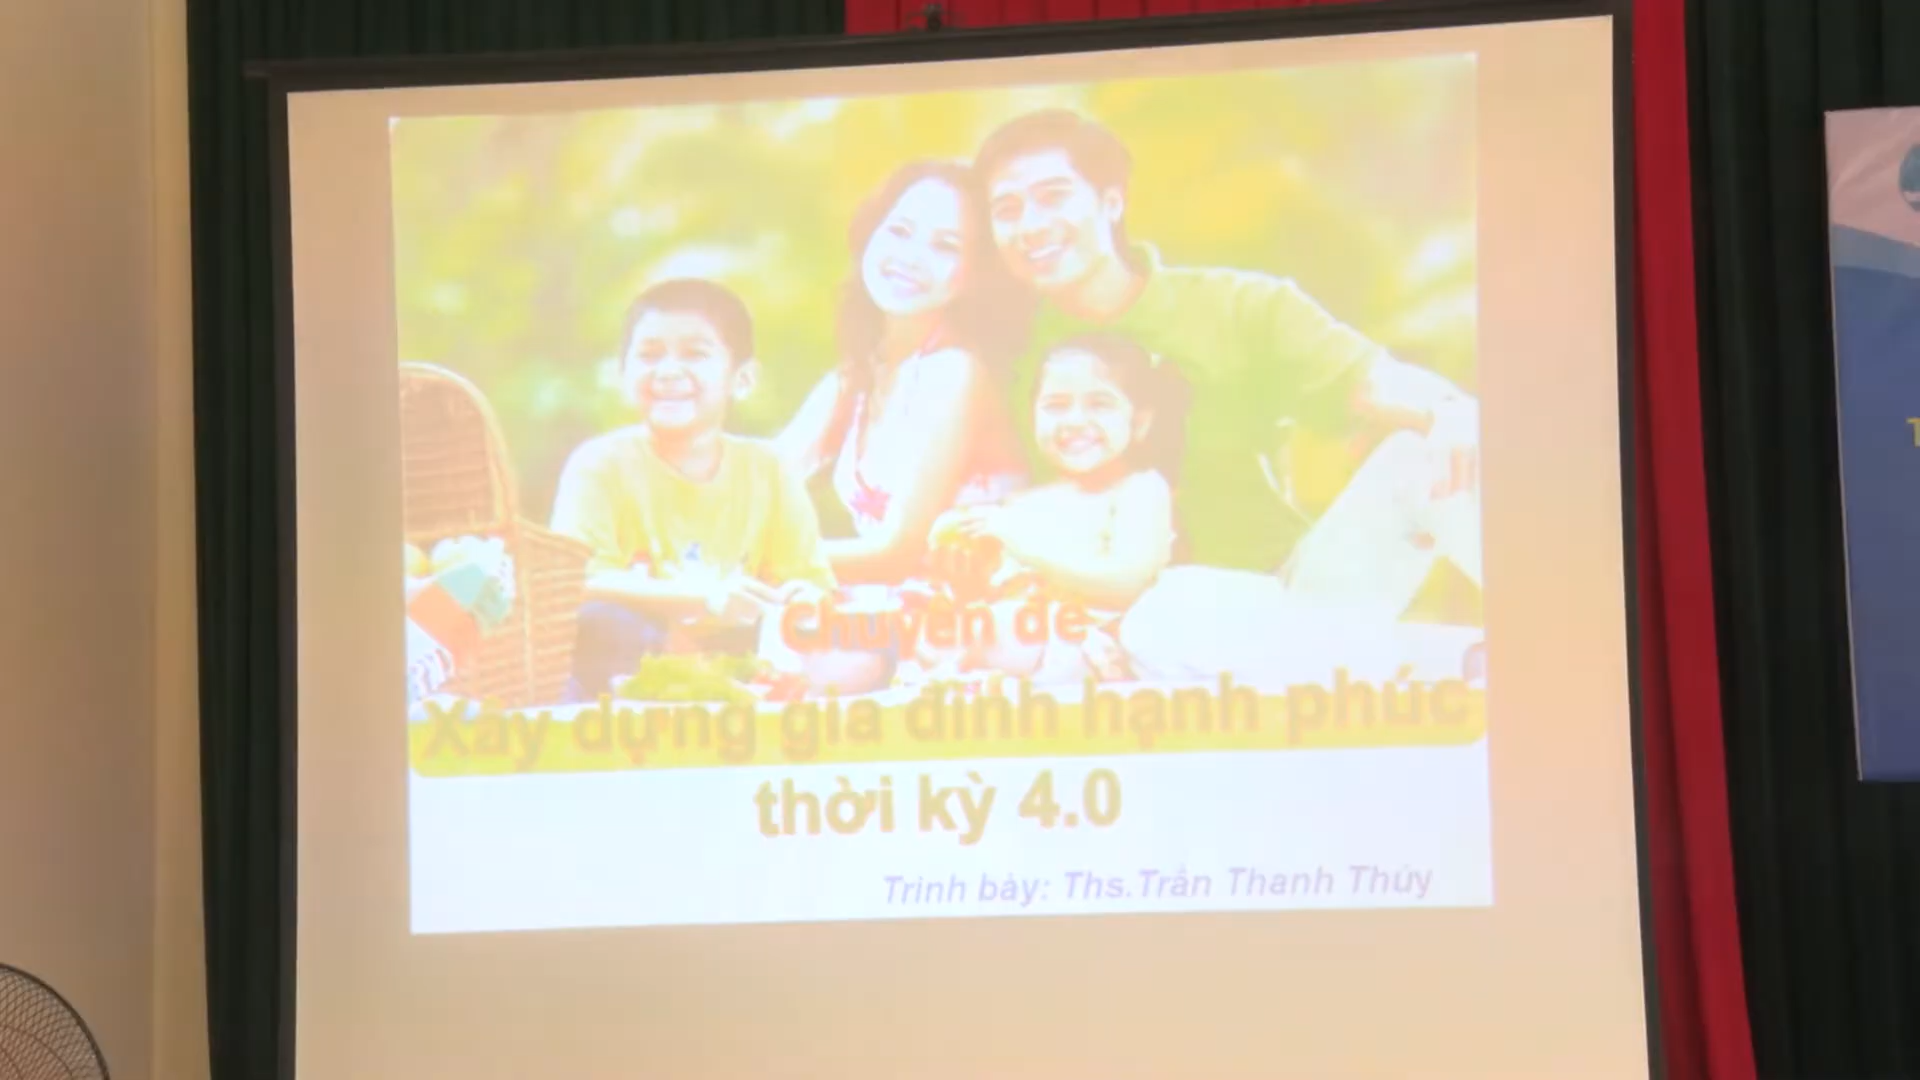 Chuyên đề
Xây dựng gia đình hạnh phúc
thời kỳ 4.0
Trình bày: Ths.Trần Thanh Thúy
T